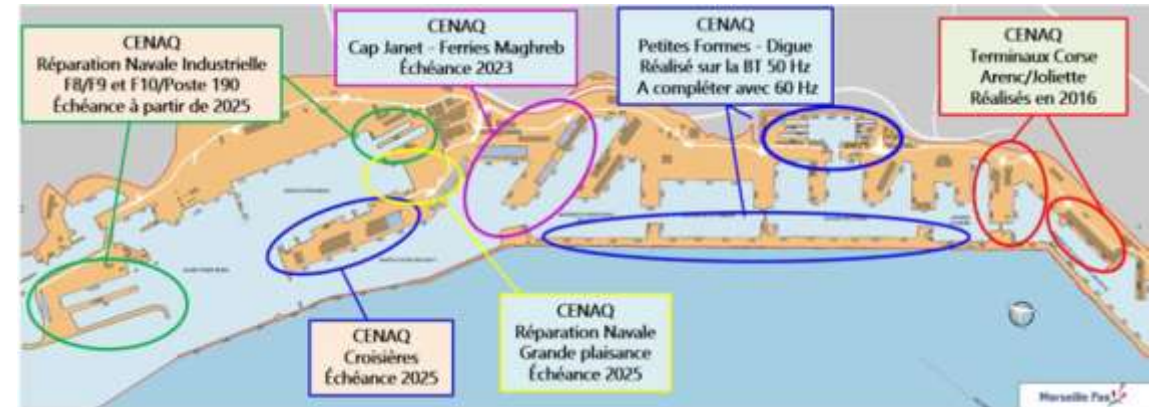 CENAQ
Réparation Navale Industrielle
F8/F9 et F10/Poste 190
Échéance à partir de 2025
CENAQ
Cap Janet - Ferries Maghreb
Échéance 2023
CENAQ
Petites Formes - Digue
Réalisé sur la BT 50 Hz
A compléter avec 60 Hz
CENAQ
Terminaux Corse
Arenc/Joliette
Réalisés en 2016
CENAQ
Croisières
Échéance 2025
CENAQ
Réparation Navale
Grande plaisance
Échéance 2025
Marseille Fos